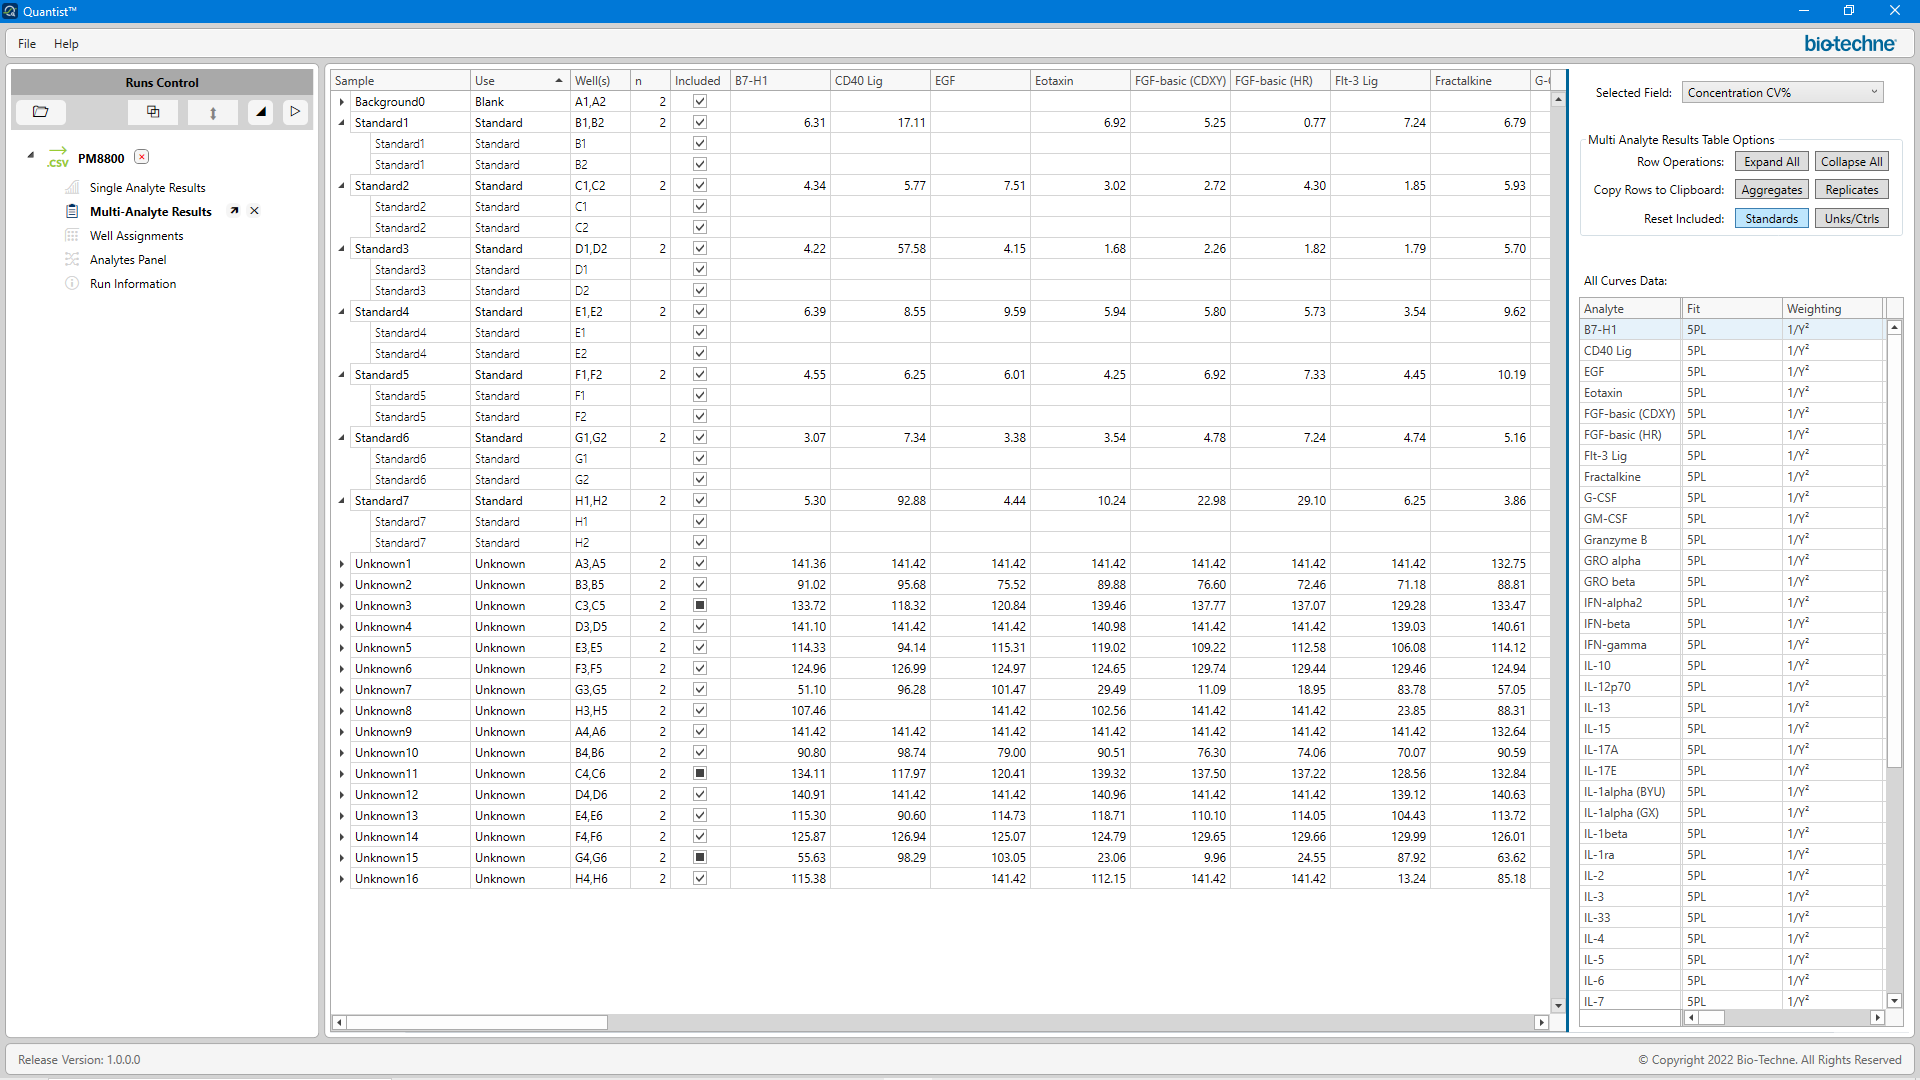 Quantist™
File Help
bio-techne
Runs Control
.csv PM8800
Single Analyte Results
Multi-Analyte Results
Well Assignments
Analytes Panel
Run Information
Sample Use Well(s) n Included B7-H1 CD40 Lig EGF Eotaxin FGF-basic (CDXY) FGF-basic (HR) Flt-3 Lig Fractalkine
Background0 Blank A1,A2 2
Standard1 Standard B1,B2 2 6.31 17.11 6.92 5.25 0.77 7.24 6.79
Standard1 Standard B1
Standard1 Standard B2
Standard2 Standard C1,C2 2 4.34 5.77 7.51 3.02 2.72 4.30 1.85 5.93
Standard2 Standard C1
Standard2 Standard C2
Standard3 Standard D1,D2 2 4.22 57.58 4.15 1.68 2.26 1.82 1.79 5.70
Standard3 Standard D1
Standard3 Standard D2
Standard4 Standard E1,E2 2 6.39 8.55 9.59 5.94 5.80 5.73 3.54 9.62
Standard4 Standard E1
Standard4 Standard E2
Standard5 Standard F1,F2 2 4.55 6.25 6.01 4.25 6.92 7.33 4.45 10.19
Standard5 Standard F1
Standard5 Standard F2
Standard6 Standard G1,G2 2 3.07 7.34 3.38 3.54 4.78 7.24 4.74 5.16
Standard6 Standard G1
Standard6 Standard G2
Standard7 Standard H1,H2 2 5.30 92.88 4.44 10.24 22.98 29.10 6.25 3.86
Standard7 Standard H1
Standard7 Standard H2
Unknown1 Unknown A3,A5 2 141.36 141.42 141.42 141.42 141.42 141.42 141.42 132.75
Unknown2 Unknown B3,B5 2 91.02 95.68 75.52 89.88 76.60 72.46 71.18 88.81
Unknown3 Unknown C3,C5 2 133.72 118.32 120.84 139.46 137.77 137.07 129.28 133.47
Unknown4 Unknown D3,D5 2 141.10 141.42 141.42 140.98 141.42 141.42 139.03 140.61
Unknown5 Unknown E3,E5 2 114.33 94.14 115.31 119.02 109.22 112.58 106.08 114.12
Unknown6 Unknown F3,F5 2 124.96 126.99 124.97 124.65 129.74 129.44 129.46 124.94
Unknown7 Unknown G3,G5 2 51.10 96.28 101.47 29.49 11.09 18.95 83.78 57.05
Unknown8 Unknown H3,H5 2 107.46 141.42 102.56 141.42 141.42 23.85 88.31
Unknown9 Unknown A4,A6 2 141.42 141.42 141.42 141.42 141.42 141.42 141.42 132.64
Unknown10 Unknown B4,B6 2 90.80 98.74 79.00 90.51 76.30 74.06 70.07 90.59
Unknown11 Unknown C4,C6 2 134.11 117.97 120.41 139.32 137.50 137.22 128.56 132.84
Unknown12 Unknown D4,D6 2 140.91 141.42 141.42 140.96 141.42 141.42 139.12 140.63
Unknown13 Unknown E4,E6 2 115.30 90.60 114.73 118.71 110.10 114.05 104.43 113.72
Unknown14 Unknown F4,F6 2 125.87 126.94 125.07 124.79 129.65 129.66 129.99 126.01
Unknown15 Unknown G4,G6 2 55.63 98.29 103.05 23.06 9.96 24.55 87.92 63.62
Unknown16 Unknown H4,H6 2 115.38 141.42 112.15 141.42 141.42 13.24 85.18
Selected Field: Concentration CV%
Multi Analyte Results Table Options
Row Operations: Expand All Collapse All
Copy Rows to Clipboard: Aggregates Replicates
Reset Included: Standards Unks/Ctrls
All Curves Data:
Analyte Fit Weighting
B7-H1 5PL 1/Y²
CD40 Lig 5PL 1/Y²
EGF 5PL 1/Y²
Eotaxin 5PL 1/Y²
FGF-basic (CDXY) 5PL 1/Y²
FGF-basic (HR) 5PL 1/Y²
Flt-3 Lig 5PL 1/Y²
Fractalkine 5PL 1/Y²
G-CSF 5PL 1/Y²
GM-CSF 5PL 1/Y²
Granzyme B 5PL 1/Y²
GRO alpha 5PL 1/Y²
GRO beta 5PL 1/Y²
IFN-alpha2 5PL 1/Y²
IFN-beta 5PL 1/Y²
IFN-gamma 5PL 1/Y²
IL-10 5PL 1/Y²
IL-12p70 5PL 1/Y²
IL-13 5PL 1/Y²
IL-15 5PL 1/Y²
IL-17A 5PL 1/Y²
IL-17E 5PL 1/Y²
IL-1alpha (BYU) 5PL 1/Y²
IL-1alpha (GX) 5PL 1/Y²
IL-1beta 5PL 1/Y²
IL-1ra 5PL 1/Y²
IL-2 5PL 1/Y²
IL-3 5PL 1/Y²
IL-33 5PL 1/Y²
IL-4 5PL 1/Y²
IL-5 5PL 1/Y²
IL-6 5PL 1/Y²
IL-7 5PL 1/Y²
Release Version: 1.0.0.0
© Copyright 2022 Bio-Techne. All Rights Reserved